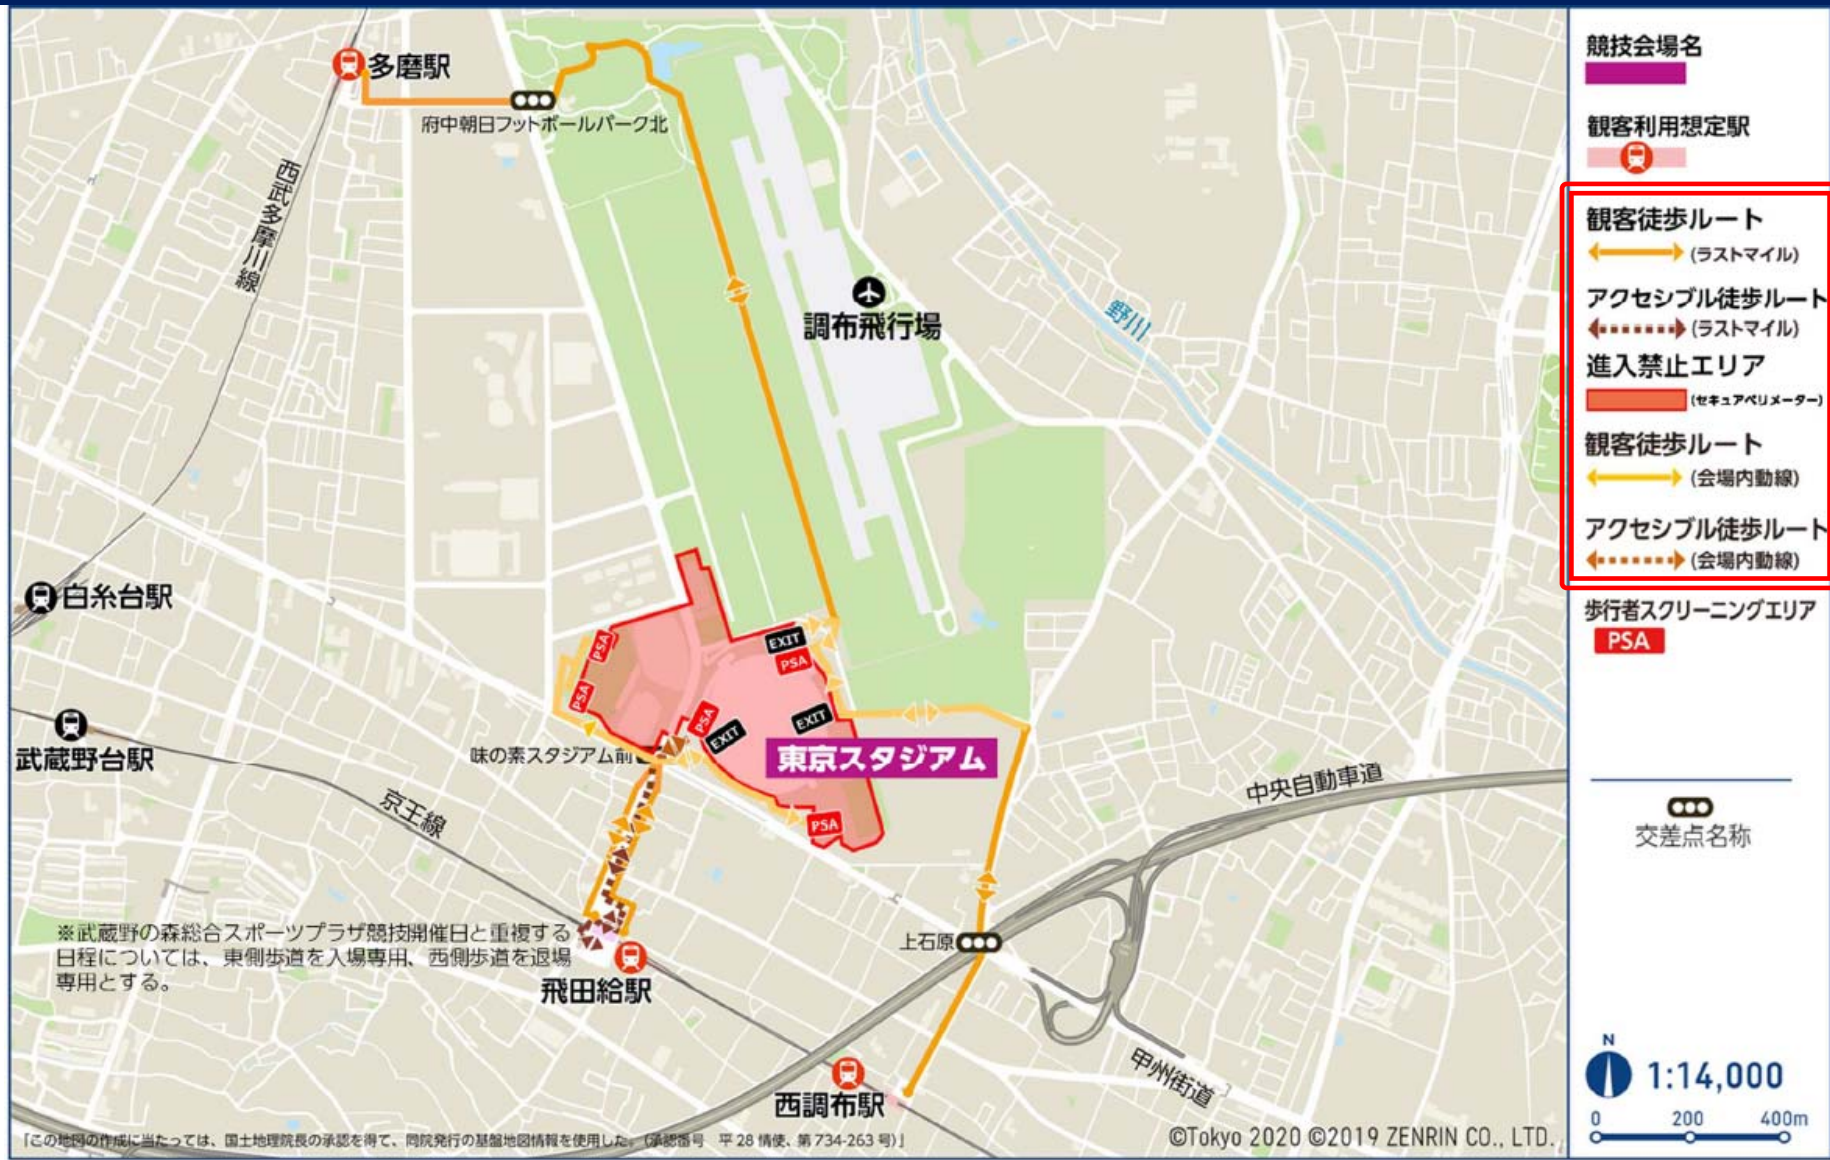 多磨駅
府中朝日フットボールパーク北
西武多摩川線
調布飛行場
野川
白糸台駅
武蔵野台駅
京王線
PSA
PSA
EXIT
PSA
PSA
EXIT
EXIT
味の素スタジアム前
東京スタジアム
PSA
中央自動車道
※武蔵野の森総合スポーツプラザ競技開催日と重複する
日程については、東側歩道を入場専用、西側歩道を退場
専用とする。
飛田給駅
上石原
西調布駅
甲州街道
「この地図の作成に当たっては、国土地理院長の承認を得て、同院発行の基盤地図情報を使用した。(承認番号 平 28 情使、第 734-263 号)」
©Tokyo 2020 ©2019 ZENRIN CO., LTD.
競技会場名
観客利用想定駅
観客徒歩ルート
(ラストマイル)
アクセシブル徒歩ルート
(ラストマイル)
進入禁止エリア
(セキュアペリメーター)
観客徒歩ルート
(会場内動線)
アクセシブル徒歩ルート
(会場内動線)
歩行者スクリーニングエリア
PSA
交差点名称
N
1:14,000
0 200 400m